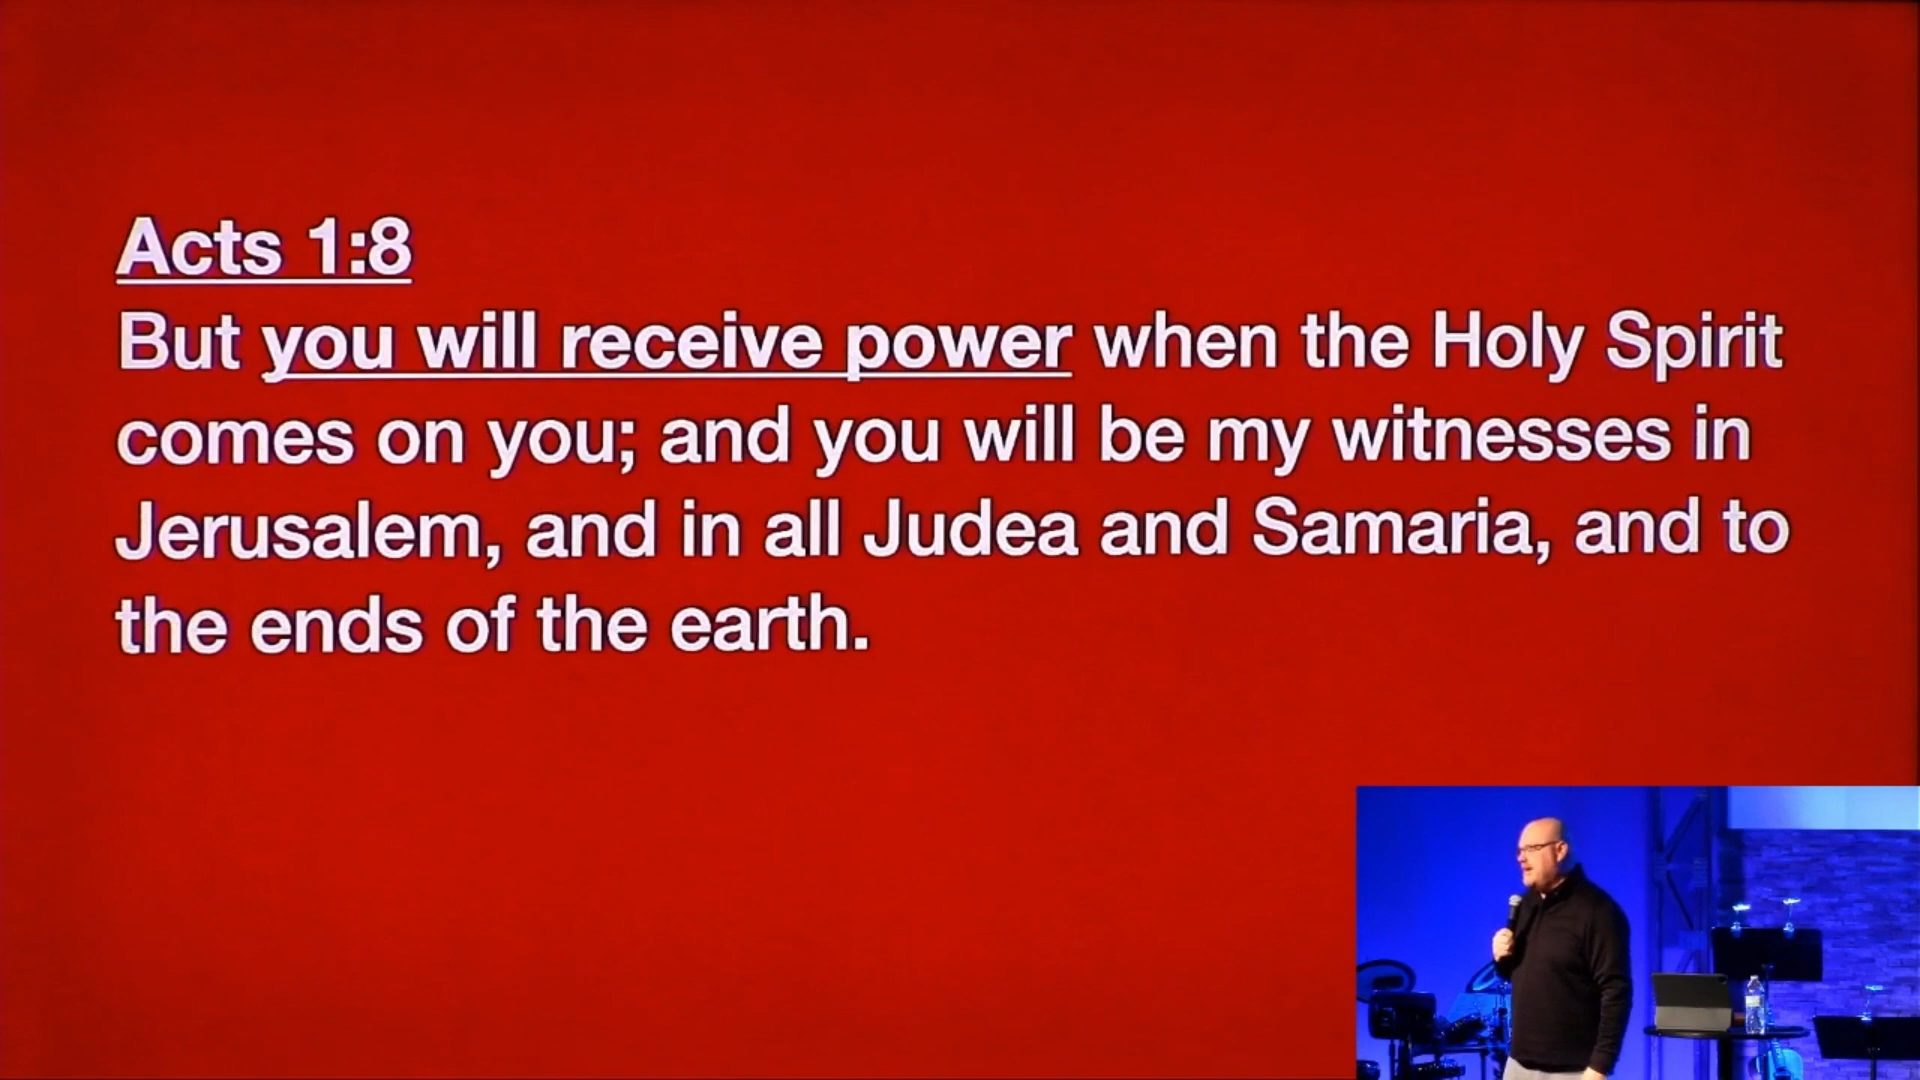 Acts 1:8
But you will receive power when the Holy Spirit
comes on you; and you will be my witnesses in
Jerusalem, and in all Judea and Samaria, and to
the ends of the earth.